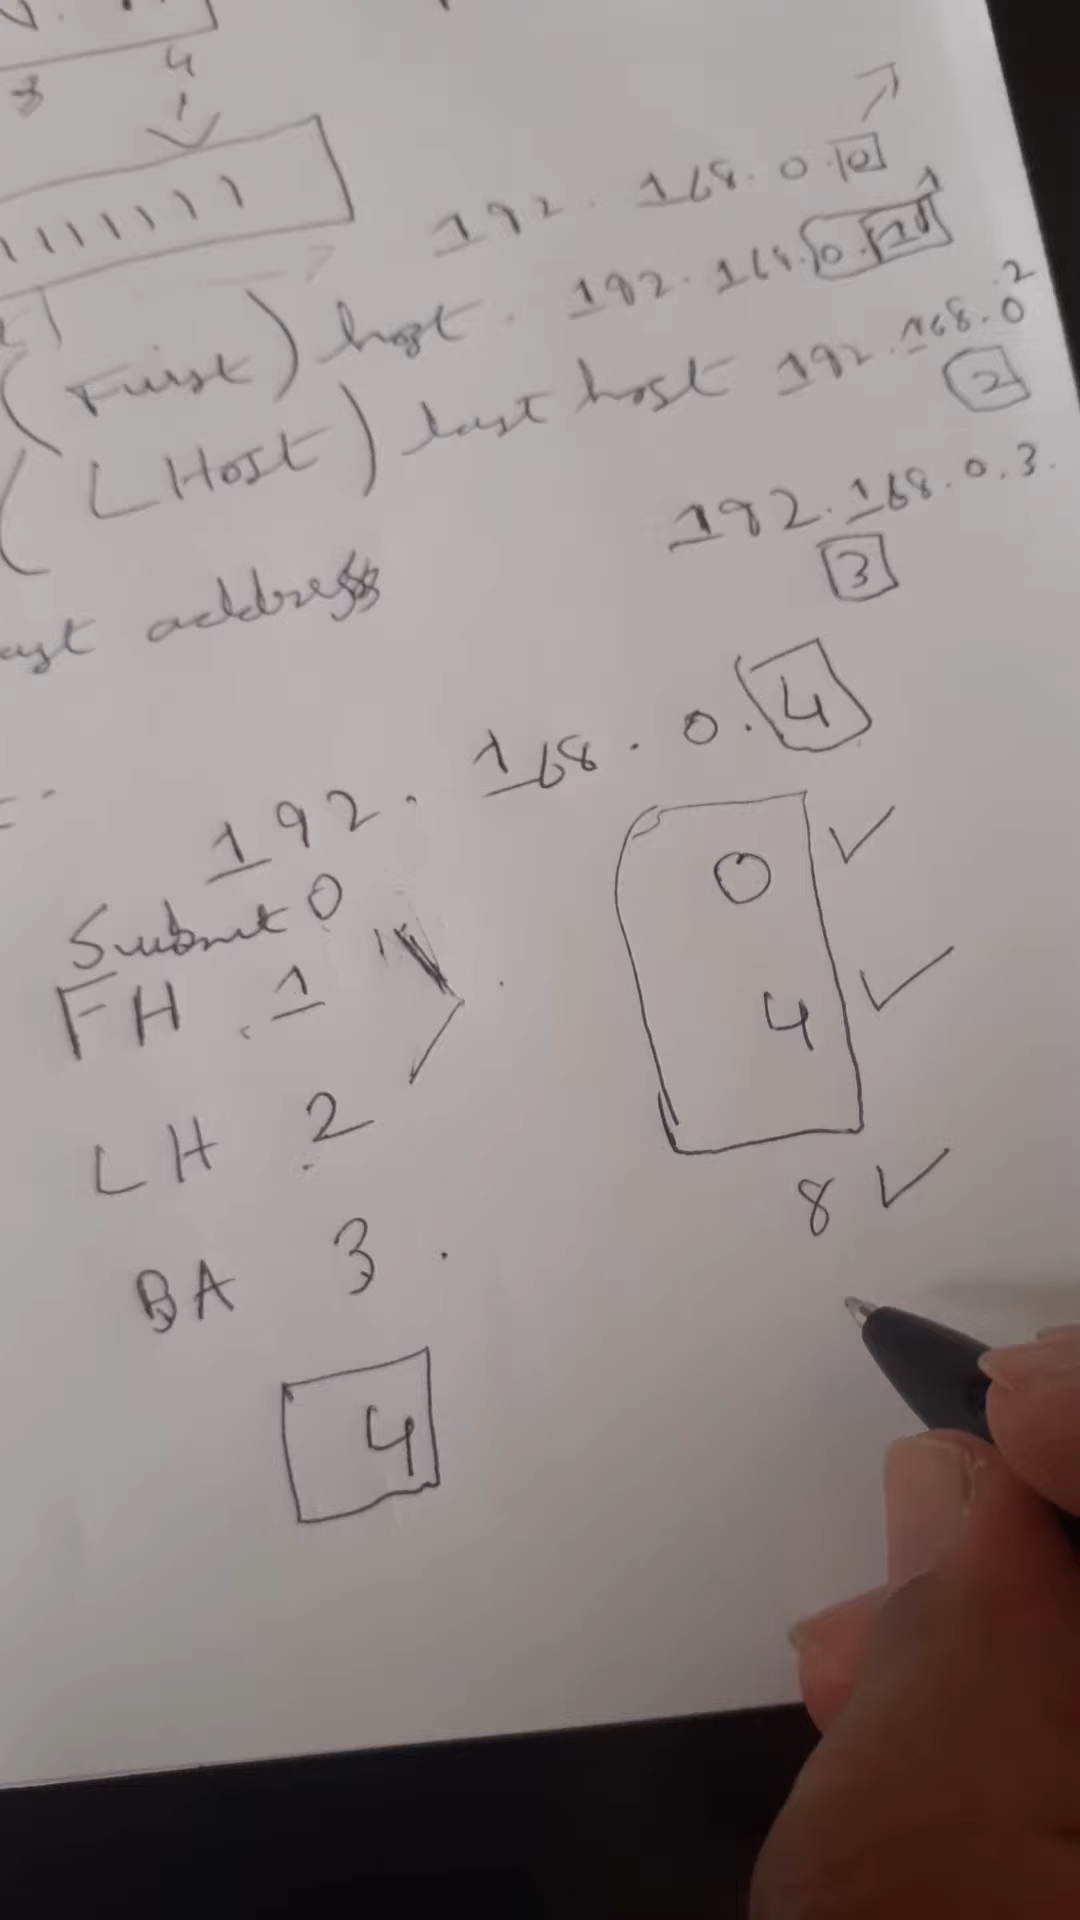 3 4
192.168.0.0
(First) host. 192.168.0.1
(LHost) last host 192.168.0.2
2
address 192.168.0.3.
3
192.168.0.4
Subnet 0
0
FH .1
4
LH 2
8
BA 3.
4